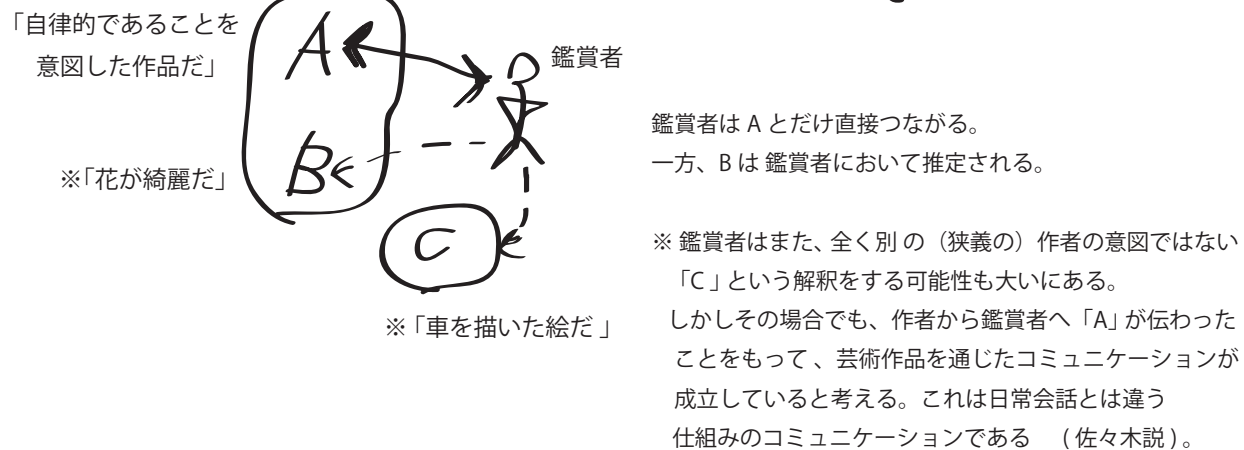 「自律的であることを
意図した作品だ」
A
鑑賞者
B
※「花が綺麗だ」
C
※「車を描いた絵だ 」
鑑賞者は A とだけ直接つながる。
一方、B は 鑑賞者において推定される。
※ 鑑賞者はまた、全く別 の（狭義の）作者の意図ではない
「C 」という解釈をする可能性も大いにある。
しかしその場合でも、作者から鑑賞者へ「A」が伝わった
ことをもって 、芸術作品を通じたコミュニケーションが
成立していると考える。これは日常会話とは違う
仕組みのコミュニケーションである　( 佐々木説 ) 。